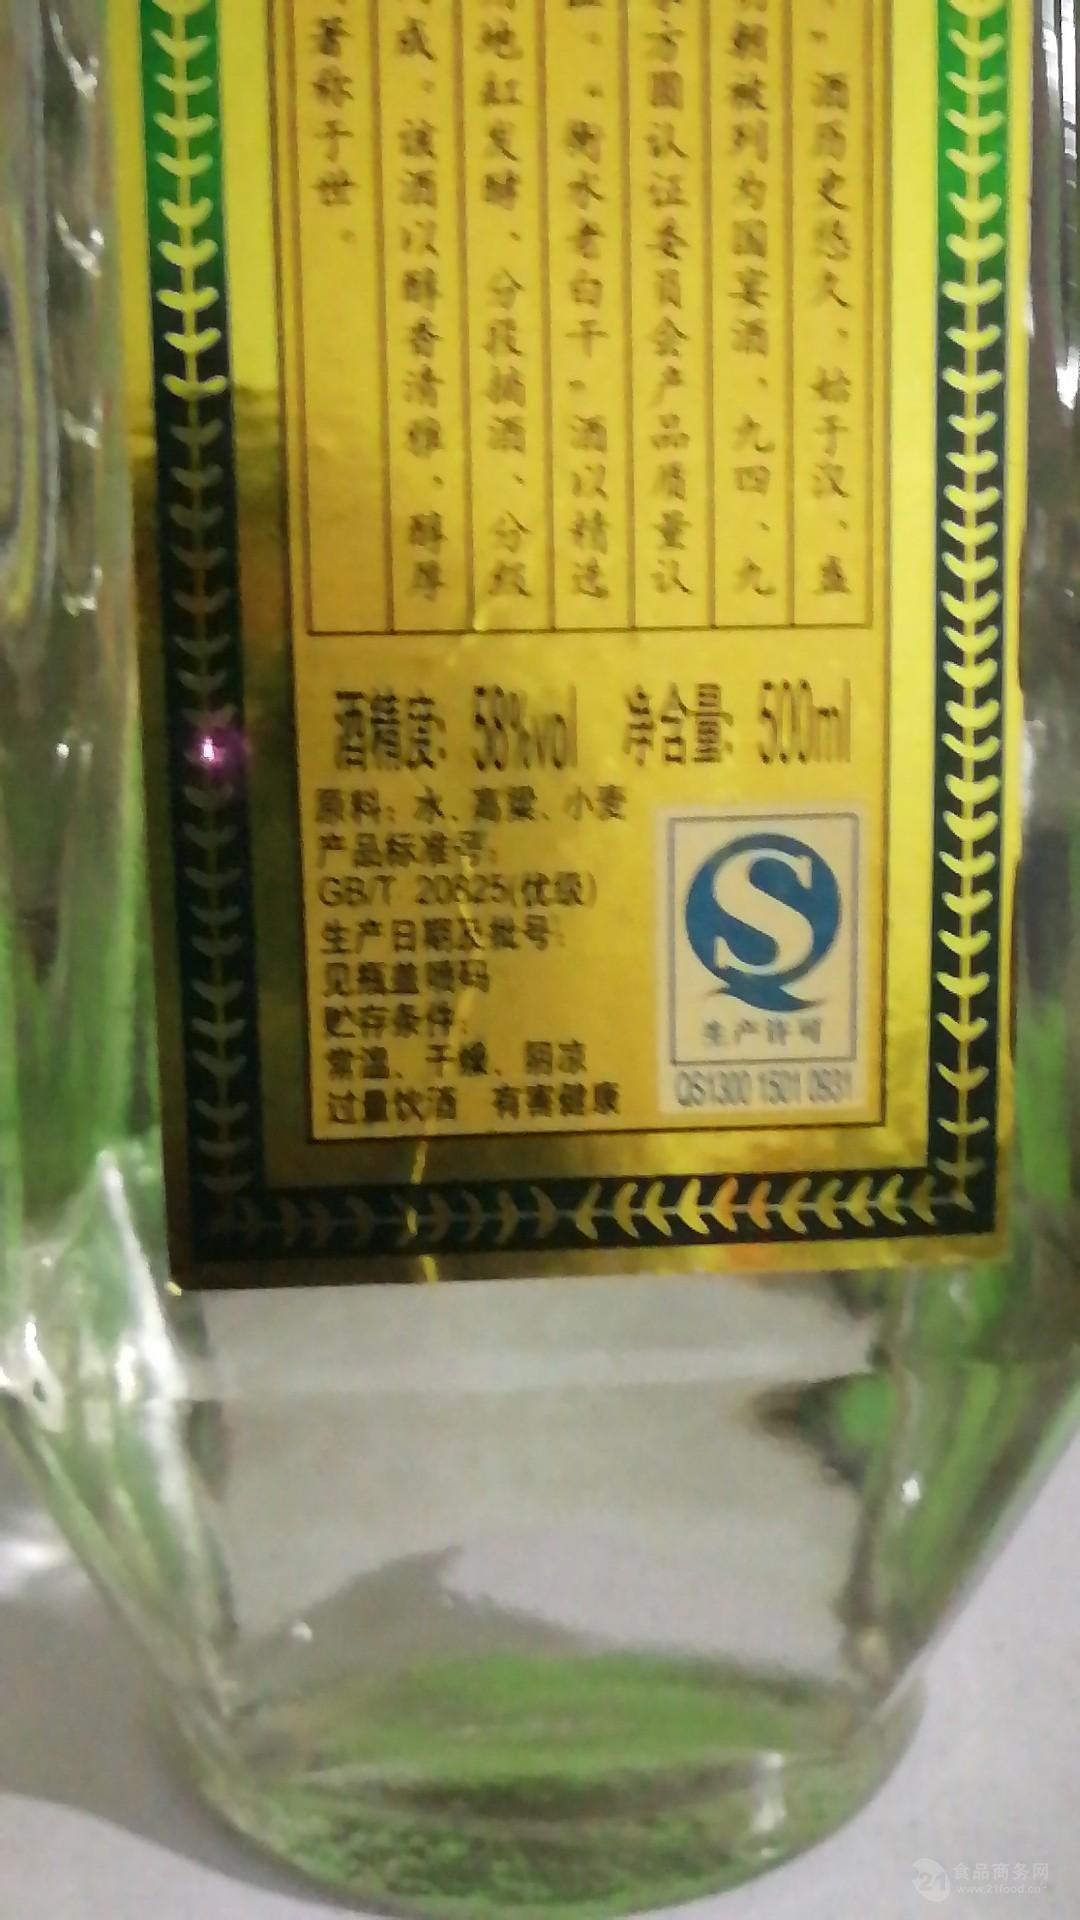 。酒历史悠久、始于汉、盛
朝被列为国宴酒、九四、九
方圆认证委员会产品质量认
。衡水老白干。酒以精选
地缸发酵、分段摘酒、分级
成。该酒以醇香清雅、醇厚
著称于世。
酒精度: 58%vol 净含量: 500ml
原料: 水、高粱、小麦
产品标准号:
GB/T 20825(优级)
生产日期及批号:
见瓶盖喷码
贮存条件:
常温、干燥、阴凉
过量饮酒 有害健康
S
生产许可
QS1300 1501 0931
21 食品商务网
www.21food.cn